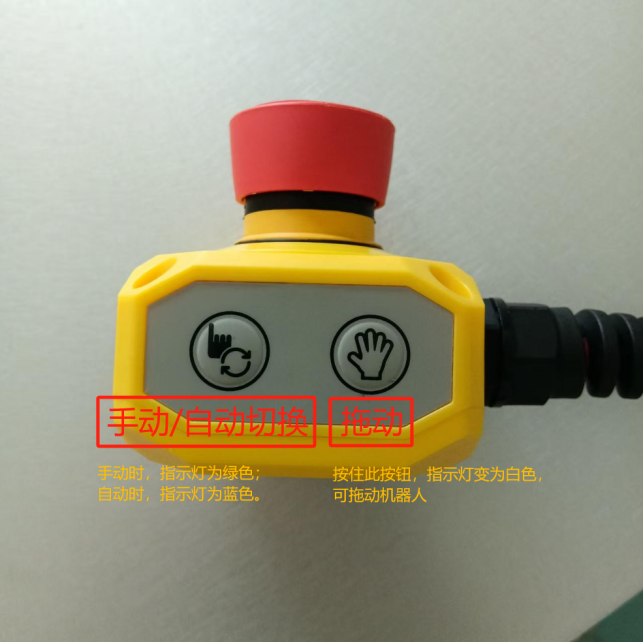 手动/自动切换
拖动
手动时，指示灯为绿色；
自动时，指示灯为蓝色。
按住此按钮，指示灯变为白色，
可拖动机器人